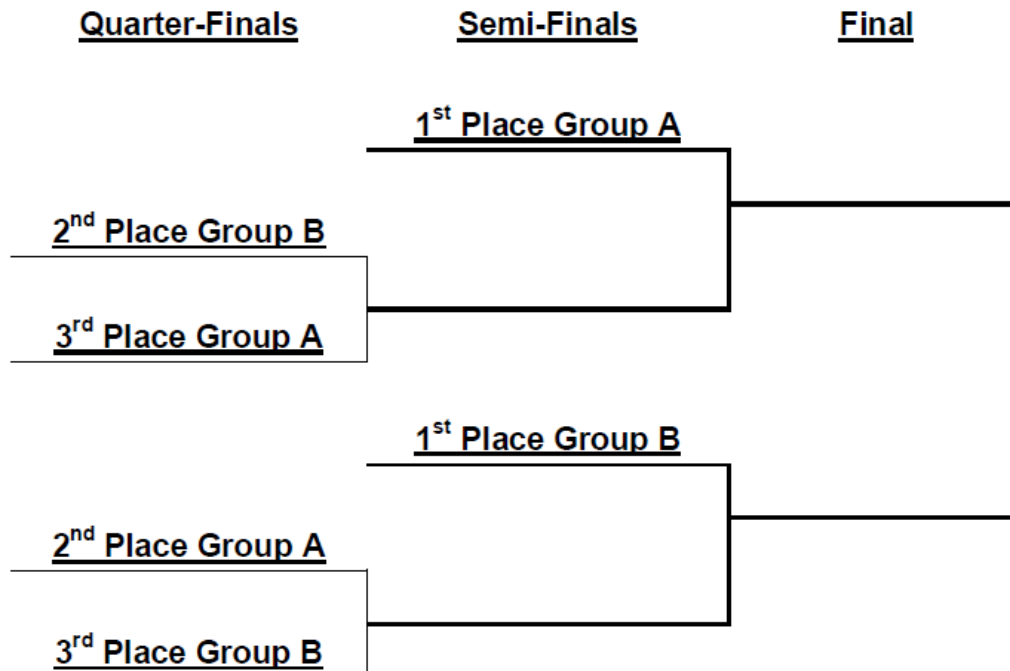 Quarter-Finals Semi-Finals Final
1st Place Group A
2nd Place Group B
3rd Place Group A
1st Place Group B
2nd Place Group A
3rd Place Group B